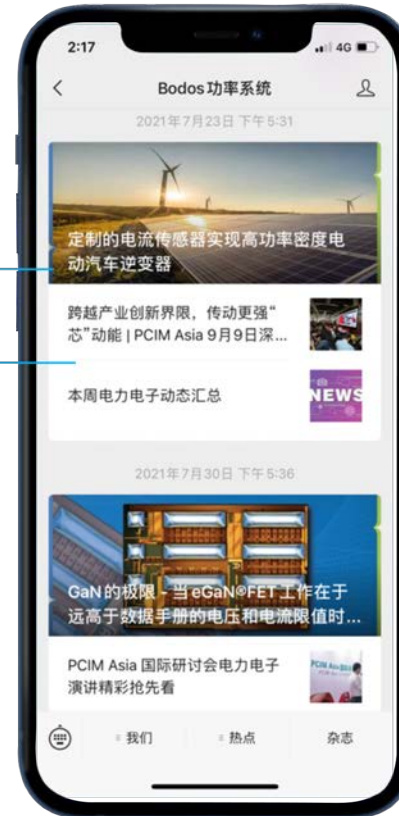 2:17
4G
Bodos功率系统
2021年7月23日 下午5:31
定制的电流传感器实现高功率密度电
动汽车逆变器
跨越产业创新界限，传动更强“
芯”动能 | PCIM Asia 9月9日深...
本周电力电子动态汇总
NEWS
2021年7月30日 下午5:36
GaN的极限 - 当 eGaN®FET工作在于
远高于数据手册的电压和电流限值时...
PCIM Asia 国际研讨会电力电子
演讲精彩抢先看
PCIM Asia
≡ 我们
≡ 热点
杂志